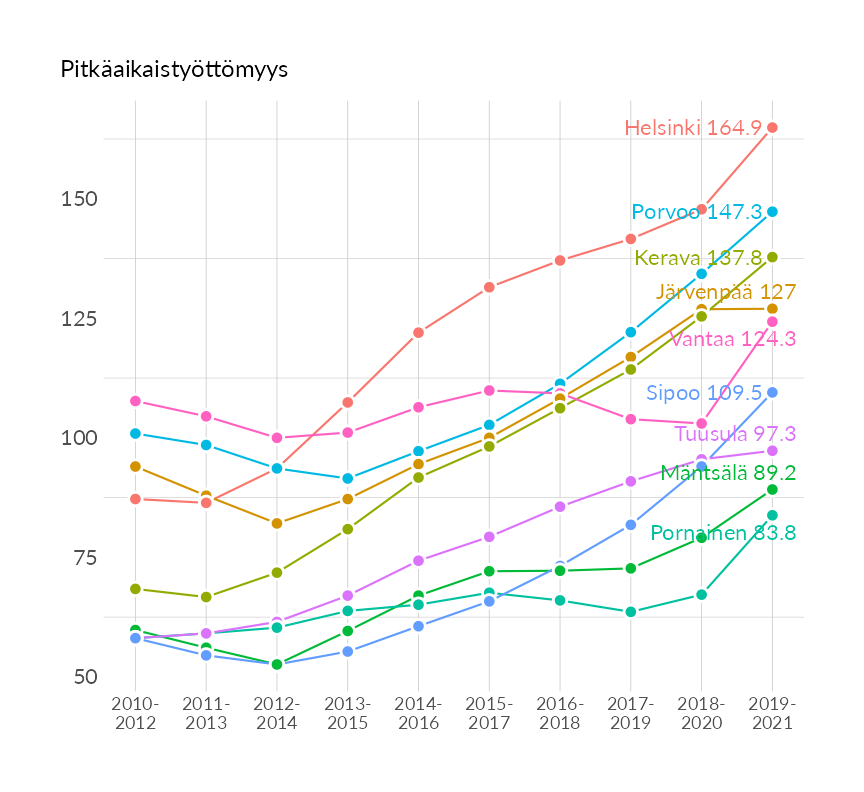 Pitkäaikaistyöttömyys
Helsinki 164.9
150
Porvoo 147.3
Kerava 137.8
Järvenpää 127
125
Vantaa 124.3
Sipoo 109.5
100
Tuusula 97.3
Mäntsälä 89.2
Pornainen 83.8
75
50
2010- 2011- 2012- 2013- 2014- 2015- 2016- 2017- 2018- 2019-
2012 2013 2014 2015 2016 2017 2018 2019 2020 2021